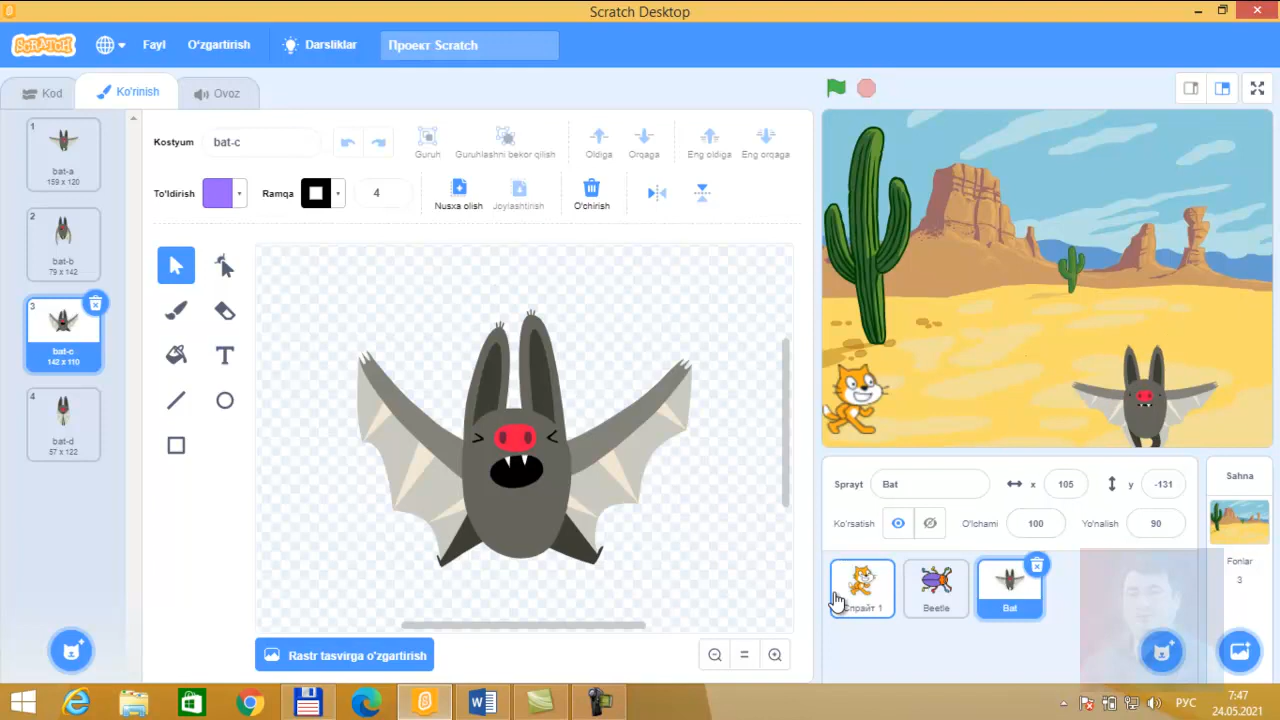 Scratch Desktop
SCRATCH
Fayl
O'zgartirish
Darsliklar
Проект Scratch
Kod
Ko'rinish
Ovoz
1
bat-a
159 x 120
2
bat-b
79 x 142
3
bat-c
142 x 110
4
bat-d
57 x 122
Kostyum
bat-c
Guruh
Guruhlashni bekor qilish
Oldiga
Orqaga
Eng oldiga
Eng orqaga
To'ldirish
Ramqa
4
Nusxa olish
Joylashtirish
O'chirish
T
Rastr tasvirga o'zgartirish
Sprayt
Bat
x
105
y
-131
Ko'rsatish
O'lchami
100
Yo'nalish
90
Спрайт 1
Beetle
Bat
Sahna
Fonlar
3
РУС
7:47
24.05.2021